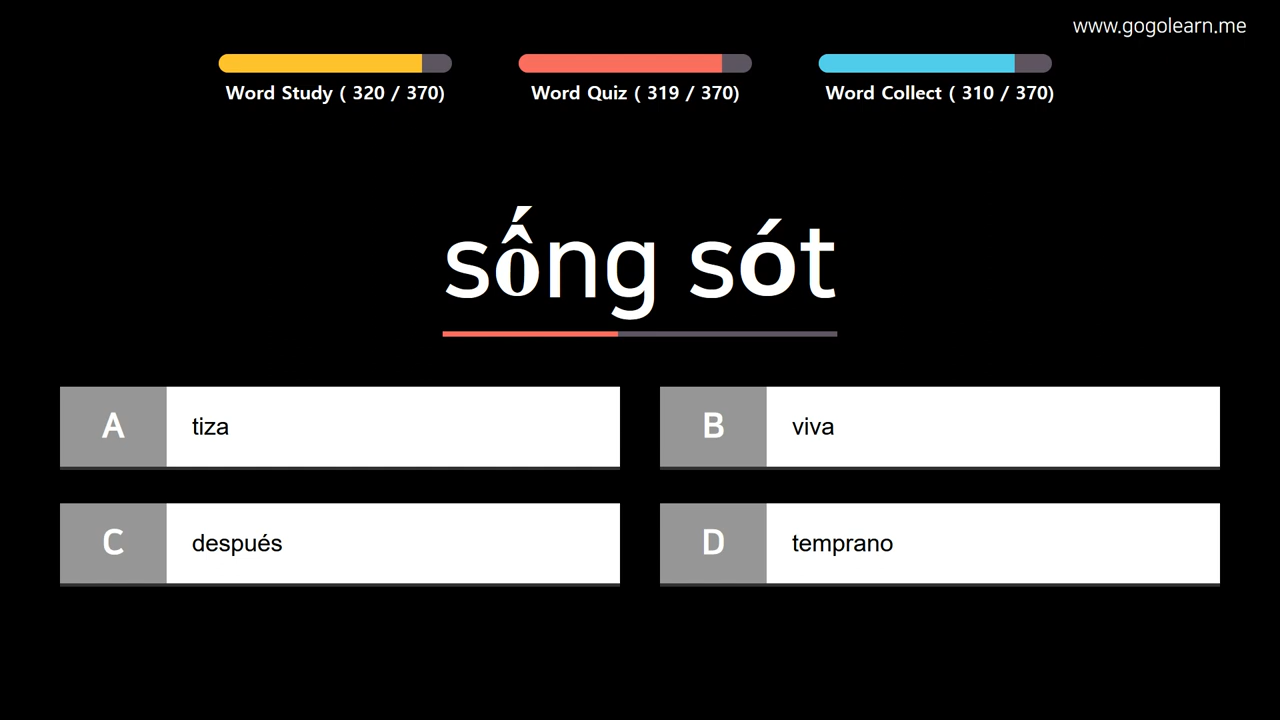 www.gogolearn.me
Word Study ( 320 / 370)
Word Quiz ( 319 / 370)
Word Collect ( 310 / 370)
sống sót
A tiza
B viva
C después
D temprano